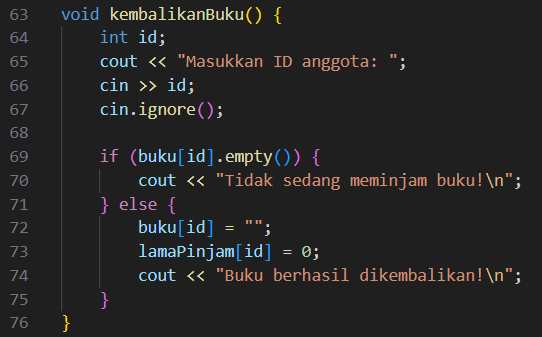 63 void kembalikanBuku() {
64     int id;
65     cout << "Masukkan ID anggota: ";
66     cin >> id;
67     cin.ignore();
68
69     if (buku[id].empty()) {
70         cout << "Tidak sedang meminjam buku!\n";
71     } else {
72         buku[id] = "";
73         lamaPinjam[id] = 0;
74         cout << "Buku berhasil dikembalikan!\n";
75     }
76 }